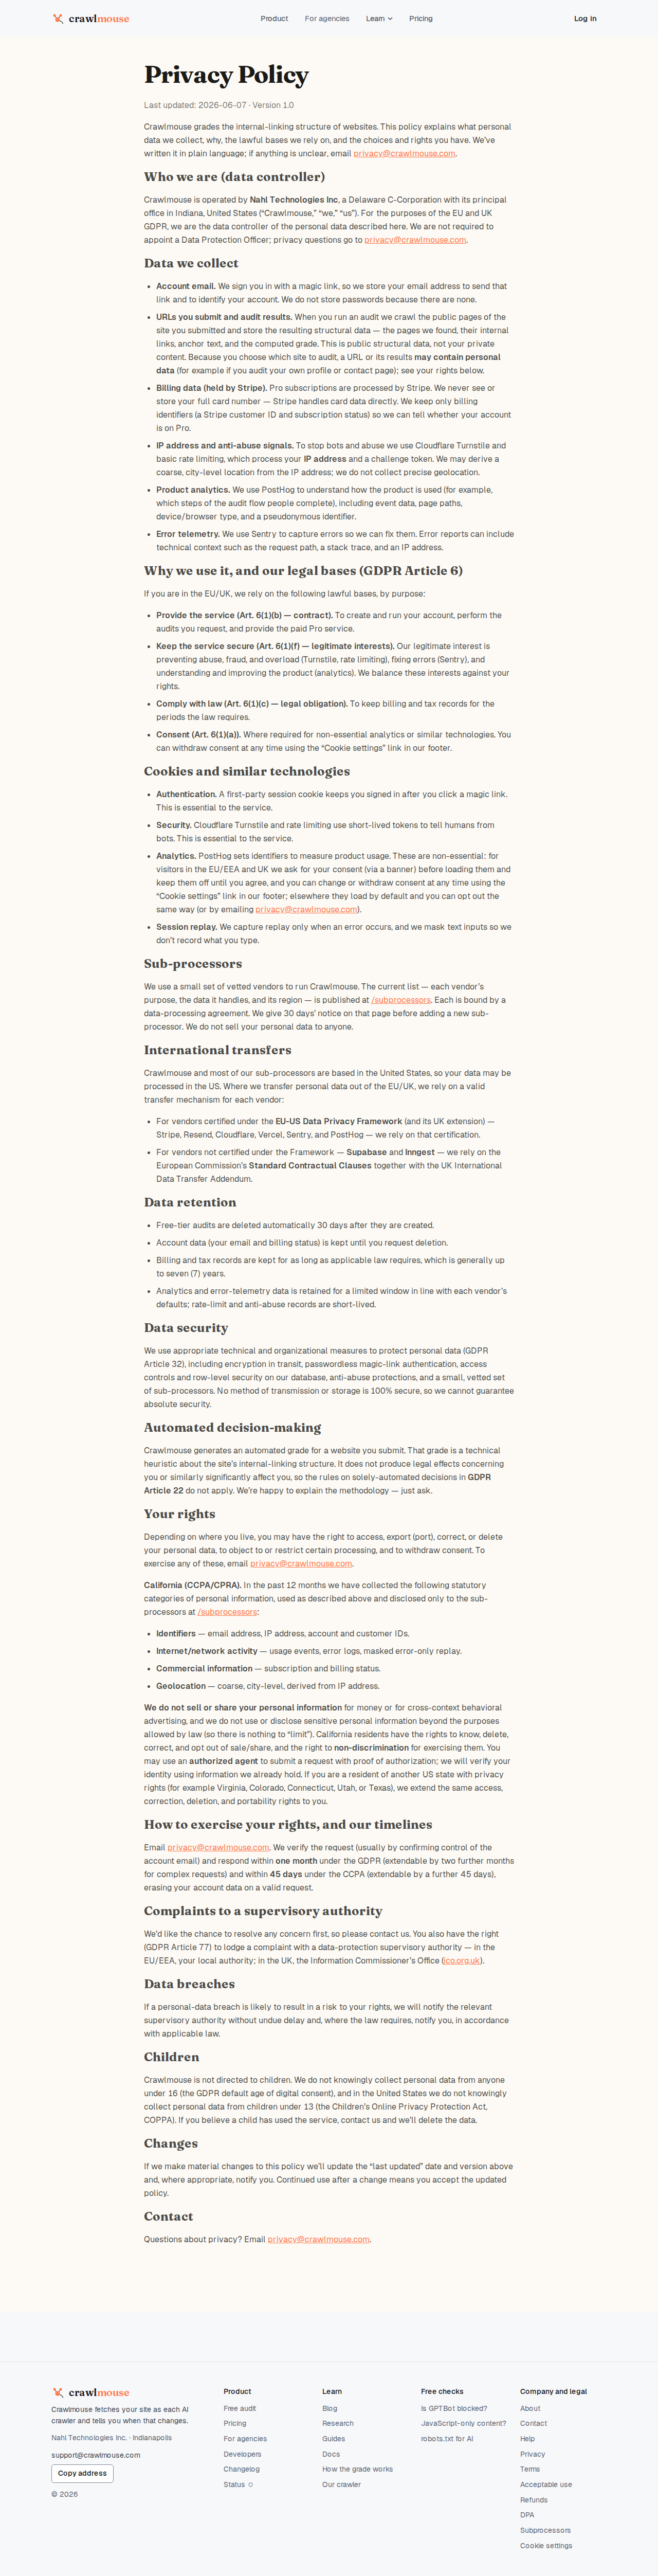 crawlmouse
Product
For agencies
Learn
Pricing
Log in
Privacy Policy
Last updated: 2026-06-07 · Version 1.0
Crawlmouse grades the internal-linking structure of websites. This policy explains what personal
data we collect, why, the lawful bases we rely on, and the choices and rights you have. We’ve
written it in plain language; if anything is unclear, email privacy@crawlmouse.com.
Who we are (data controller)
Crawlmouse is operated by Nahl Technologies Inc, a Delaware C-Corporation with its principal
office in Indiana, United States (“Crawlmouse,” “we,” “us”). For the purposes of the EU and UK
GDPR, we are the data controller of the personal data described here. We are not required to
appoint a Data Protection Officer; privacy questions go to privacy@crawlmouse.com.
Data we collect
• Account email. We sign you in with a magic link, so we store your email address to send that
link and to identify your account. We do not store passwords because there are none.
• URLs you submit and audit results. When you run an audit we crawl the public pages of the
site you submitted and store the resulting structural data — the pages we found, their internal
links, anchor text, and the computed grade. This is public structural data, not your private
content. Because you choose which site to audit, a URL or its results may contain personal
data (for example if you audit your own profile or contact page); see your rights below.
• Billing data (held by Stripe). Pro subscriptions are processed by Stripe. We never see or
store your full card number — Stripe handles card data directly. We keep only billing
identifiers (a Stripe customer ID and subscription status) so we can tell whether your account
is on Pro.
• IP address and anti-abuse signals. To stop bots and abuse we use Cloudflare Turnstile and
basic rate limiting, which process your IP address and a challenge token. We may derive a
coarse, city-level location from the IP address; we do not collect precise geolocation.
• Product analytics. We use PostHog to understand how the product is used (for example,
which steps of the audit flow people complete), including event data, page paths,
device/browser type, and a pseudonymous identifier.
• Error telemetry. We use Sentry to capture errors so we can fix them. Error reports can include
technical context such as the request path, a stack trace, and an IP address.
Why we use it, and our legal bases (GDPR Article 6)
If you are in the EU/UK, we rely on the following lawful bases, by purpose:
• Provide the service (Art. 6(1)(b) — contract). To create and run your account, perform the
audits you request, and provide the paid Pro service.
• Keep the service secure (Art. 6(1)(f) — legitimate interests). Our legitimate interest is
preventing abuse, fraud, and overload (Turnstile, rate limiting), fixing errors (Sentry), and
understanding and improving the product (analytics). We balance these interests against your
rights.
• Comply with law (Art. 6(1)(c) — legal obligation). To keep billing and tax records for the
periods the law requires.
• Consent (Art. 6(1)(a)). Where required for non-essential analytics or similar technologies. You
can withdraw consent at any time using the “Cookie settings” link in our footer.
Cookies and similar technologies
• Authentication. A first-party session cookie keeps you signed in after you click a magic link.
This is essential to the service.
• Security. Cloudflare Turnstile and rate limiting use short-lived tokens to tell humans from
bots. This is essential to the service.
• Analytics. PostHog sets identifiers to measure product usage. These are non-essential: for
visitors in the EU/EEA and UK we ask for your consent (via a banner) before loading them and
keep them off until you agree, and you can change or withdraw consent at any time using the
“Cookie settings” link in our footer; elsewhere they load by default and you can opt out the
same way (or by emailing privacy@crawlmouse.com).
• Session replay. We capture replay only when an error occurs, and we mask text inputs so we
don’t record what you type.
Sub-processors
We use a small set of vetted vendors to run Crawlmouse. The current list — each vendor’s
purpose, the data it handles, and its region — is published at /subprocessors. Each is bound by a
data-processing agreement. We give 30 days’ notice on that page before adding a new sub-
processor. We do not sell your personal data to anyone.
International transfers
Crawlmouse and most of our sub-processors are based in the United States, so your data may be
processed in the US. Where we transfer personal data out of the EU/UK, we rely on a valid
transfer mechanism for each vendor:
• For vendors certified under the EU-US Data Privacy Framework (and its UK extension) —
Stripe, Resend, Cloudflare, Vercel, Sentry, and PostHog — we rely on that certification.
• For vendors not certified under the Framework — Supabase and Inngest — we rely on the
European Commission’s Standard Contractual Clauses together with the UK International
Data Transfer Addendum.
Data retention
• Free-tier audits are deleted automatically 30 days after they are created.
• Account data (your email and billing status) is kept until you request deletion.
• Billing and tax records are kept for as long as applicable law requires, which is generally up
to seven (7) years.
• Analytics and error-telemetry data is retained for a limited window in line with each vendor’s
defaults; rate-limit and anti-abuse records are short-lived.
Data security
We use appropriate technical and organizational measures to protect personal data (GDPR
Article 32), including encryption in transit, passwordless magic-link authentication, access
controls and row-level security on our database, anti-abuse protections, and a small, vetted set
of sub-processors. No method of transmission or storage is 100% secure, so we cannot guarantee
absolute security.
Automated decision-making
Crawlmouse generates an automated grade for a website you submit. That grade is a technical
heuristic about the site’s internal-linking structure. It does not produce legal effects concerning
you or similarly significantly affect you, so the rules on solely-automated decisions in GDPR
Article 22 do not apply. We’re happy to explain the methodology — just ask.
Your rights
Depending on where you live, you may have the right to access, export (port), correct, or delete
your personal data, to object to or restrict certain processing, and to withdraw consent. To
exercise any of these, email privacy@crawlmouse.com.
California (CCPA/CPRA). In the past 12 months we have collected the following statutory
categories of personal information, used as described above and disclosed only to the sub-
processors at /subprocessors:
• Identifiers — email address, IP address, account and customer IDs.
• Internet/network activity — usage events, error logs, masked error-only replay.
• Commercial information — subscription and billing status.
• Geolocation — coarse, city-level, derived from IP address.
We do not sell or share your personal information for money or for cross-context behavioral
advertising, and we do not use or disclose sensitive personal information beyond the purposes
allowed by law (so there is nothing to “limit”). California residents have the rights to know, delete,
correct, and opt out of sale/share, and the right to non-discrimination for exercising them. You
may use an authorized agent to submit a request with proof of authorization; we will verify your
identity using information we already hold. If you are a resident of another US state with privacy
rights (for example Virginia, Colorado, Connecticut, Utah, or Texas), we extend the same access,
correction, deletion, and portability rights to you.
How to exercise your rights, and our timelines
Email privacy@crawlmouse.com. We verify the request (usually by confirming control of the
account email) and respond within one month under the GDPR (extendable by two further months
for complex requests) and within 45 days under the CCPA (extendable by a further 45 days),
erasing your account data on a valid request.
Complaints to a supervisory authority
We’d like the chance to resolve any concern first, so please contact us. You also have the right
(GDPR Article 77) to lodge a complaint with a data-protection supervisory authority — in the
EU/EEA, your local authority; in the UK, the Information Commissioner’s Office (ico.org.uk).
Data breaches
If a personal-data breach is likely to result in a risk to your rights, we will notify the relevant
supervisory authority without undue delay and, where the law requires, notify you, in accordance
with applicable law.
Children
Crawlmouse is not directed to children. We do not knowingly collect personal data from anyone
under 16 (the GDPR default age of digital consent), and in the United States we do not knowingly
collect personal data from children under 13 (the Children’s Online Privacy Protection Act,
COPPA). If you believe a child has used the service, contact us and we’ll delete the data.
Changes
If we make material changes to this policy we’ll update the “last updated” date and version above
and, where appropriate, notify you. Continued use after a change means you accept the updated
policy.
Contact
Questions about privacy? Email privacy@crawlmouse.com.
crawlmouse
Crawlmouse fetches your site as each AI
crawler and tells you when that changes.
Nahl Technologies Inc. · Indianapolis
support@crawlmouse.com
Copy address
© 2026
Product
Free audit
Pricing
For agencies
Developers
Changelog
Status
Learn
Blog
Research
Guides
Docs
How the grade works
Our crawler
Free checks
Is GPTBot blocked?
JavaScript-only content?
robots.txt for AI
Company and legal
About
Contact
Help
Privacy
Terms
Acceptable use
Refunds
DPA
Subprocessors
Cookie settings